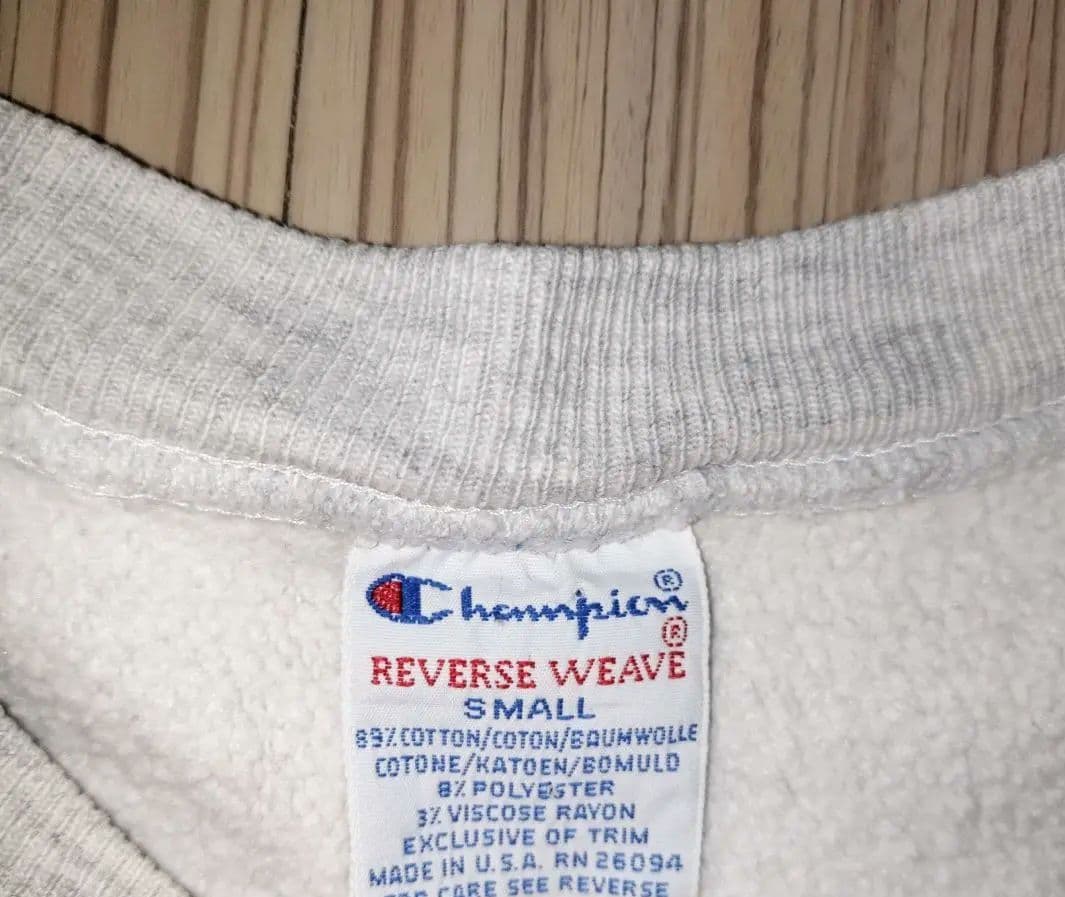 Champion®
REVERSE WEAVE®
SMALL
89% COTTON/COTON/BAUMWOLLE
COTONE/KATOEN/BOMULD
8% POLYESTER
3% VISCOSE RAYON
EXCLUSIVE OF TRIM
MADE IN U.S.A. RN 26094
FOR CARE SEE REVERSE